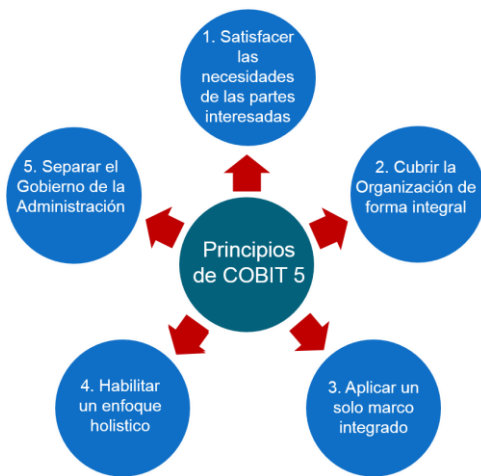 1. Satisfacer
las
necesidades
de las partes
interesadas
5. Separar el
Gobierno de la
Administración
2. Cubrir la
Organización de
forma integral
Principios
de COBIT 5
4. Habilitar
un enfoque
holistico
3. Aplicar un
solo marco
integrado